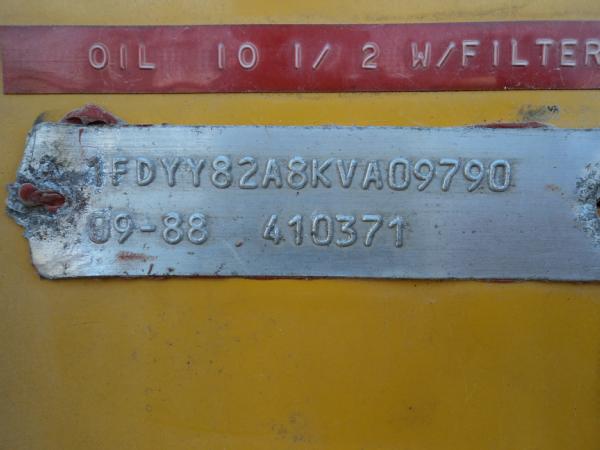 OIL 10 1/2 W/FILTER
1FDYY82A8KVA09790
09-88 410371